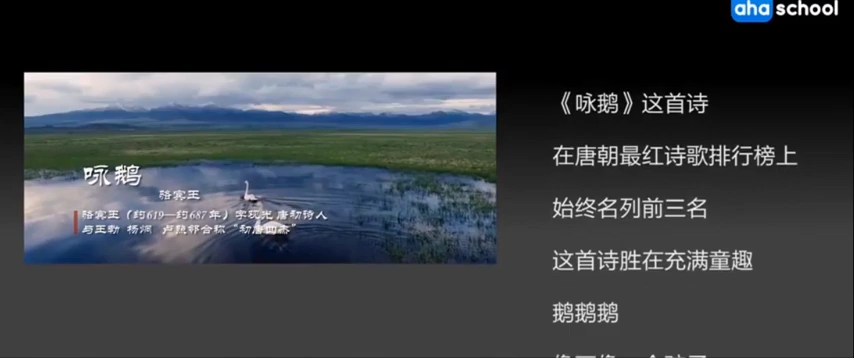 aha school
咏鹅
骆宾王
骆宾王（约619—约687年）字观光 唐初诗人
与王勃 杨炯 卢照邻合称“初唐四杰”
《咏鹅》这首诗
在唐朝最红诗歌排行榜上
始终名列前三名
这首诗胜在充满童趣
鹅鹅鹅